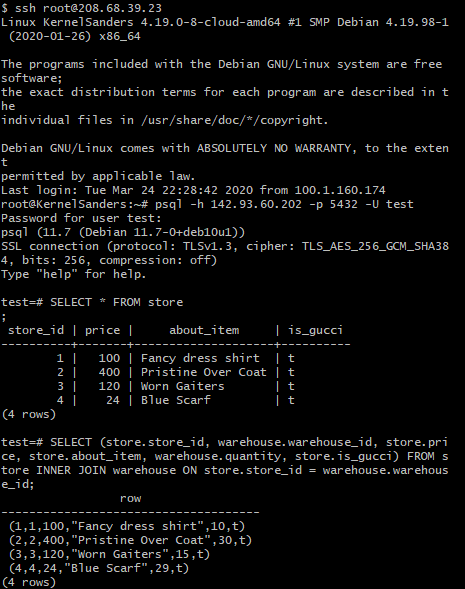 $ ssh root@208.68.39.23
Linux KernelSanders 4.19.0-8-cloud-amd64 #1 SMP Debian 4.19.98-1
 (2020-01-26) x86_64

The programs included with the Debian GNU/Linux system are free
software;
the exact distribution terms for each program are described in t
he
individual files in /usr/share/doc/*/copyright.

Debian GNU/Linux comes with ABSOLUTELY NO WARRANTY, to the exten
t
permitted by applicable law.
Last login: Tue Mar 24 22:28:42 2020 from 100.1.160.174
root@KernelSanders:~# psql -h 142.93.60.202 -p 5432 -U test
Password for user test:
psql (11.7 (Debian 11.7-0+deb10u1))
SSL connection (protocol: TLSv1.3, cipher: TLS_AES_256_GCM_SHA38
4, bits: 256, compression: off)
Type "help" for help.

test=# SELECT * FROM store
;
 store_id | price |     about_item      | is_gucci
----------+-------+---------------------+----------
        1 |   100 | Fancy dress shirt   | t
        2 |   400 | Pristine Over Coat  | t
        3 |   120 | Worn Gaiters        | t
        4 |    24 | Blue Scarf          | t
(4 rows)

test=# SELECT (store.store_id, warehouse.warehouse_id, store.pri
ce, store.about_item, warehouse.quantity, store.is_gucci) FROM s
tore INNER JOIN warehouse ON store.store_id = warehouse.warehous
e_id;
                 row
-------------------------------------
 (1,1,100,"Fancy dress shirt",10,t)
 (2,2,400,"Pristine Over Coat",30,t)
 (3,3,120,"Worn Gaiters",15,t)
 (4,4,24,"Blue Scarf",29,t)
(4 rows)